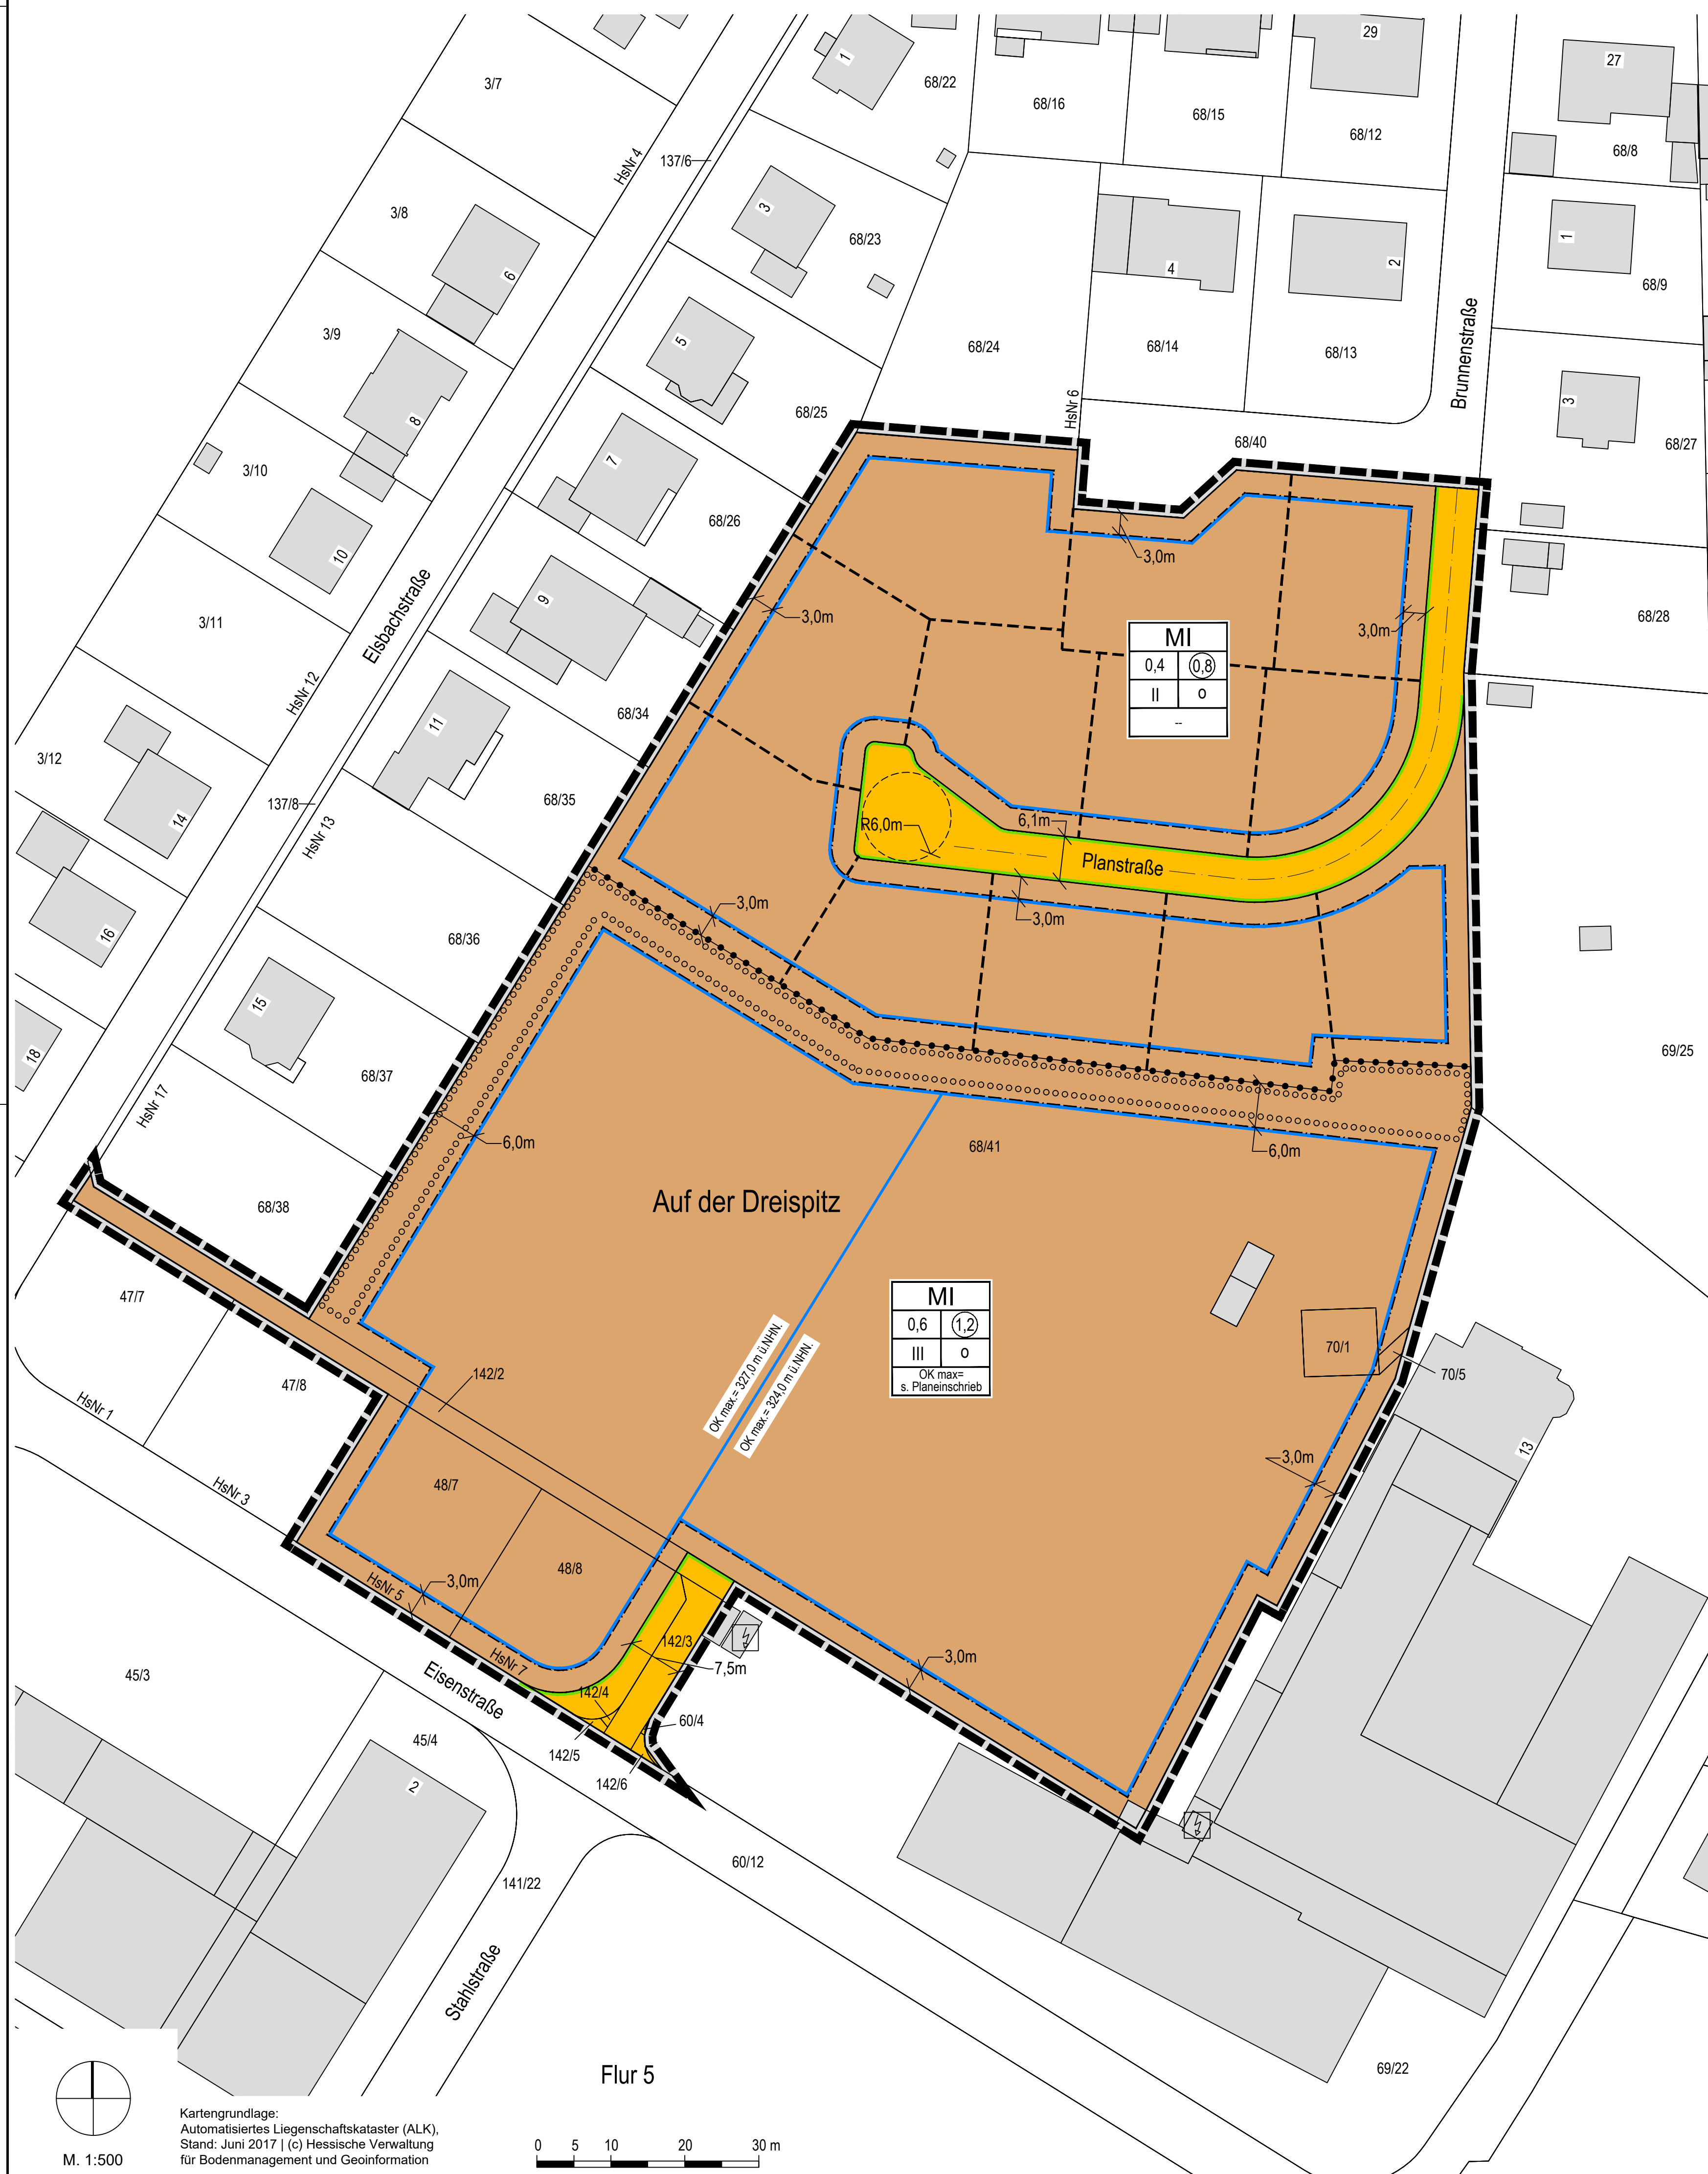 3/7
1
68/22
68/16
68/15
29
68/12
27
68/8
HsNr 4
137/6
3/8
6
3
68/23
4
2
1
68/9
3/9
8
5
68/25
68/24
68/14
68/13
Brunnenstraße
3
68/27
HsNr 6
68/40
3/10
10
7
68/26
3,0m
3/11
Elsbachstraße
9
3,0m
3,0m
68/28
MI
0,4
0,8
II
o
--
HsNr 12
11
68/34
3/12
14
137/8
HsNr 13
68/35
R6,0m
6,1m
Planstraße
3,0m
3,0m
16
68/36
15
18
68/37
69/25
HsNr 17
6,0m
68/41
6,0m
68/38
Auf der Dreispitz
47/7
MI
0,6
1,2
III
o
OK max=
s. Planeinschrieb
OK max.= 327,0 m ü.NHN.
OK max.= 324,0 m ü.NHN.
70/1
70/5
142/2
47/8
HsNr 1
HsNr 3
13
3,0m
48/7
48/8
HsNr 5
3,0m
HsNr 7
142/3
7,5m
142/4
3,0m
45/3
Eisenstraße
60/4
142/5
142/6
45/4
2
60/12
141/22
Stahlstraße
69/22
Flur 5
M. 1:500
Kartengrundlage:
Automatisiertes Liegenschaftskataster (ALK),
Stand: Juni 2017 | (c) Hessische Verwaltung
für Bodenmanagement und Geoinformation
0 5 10 20 30 m